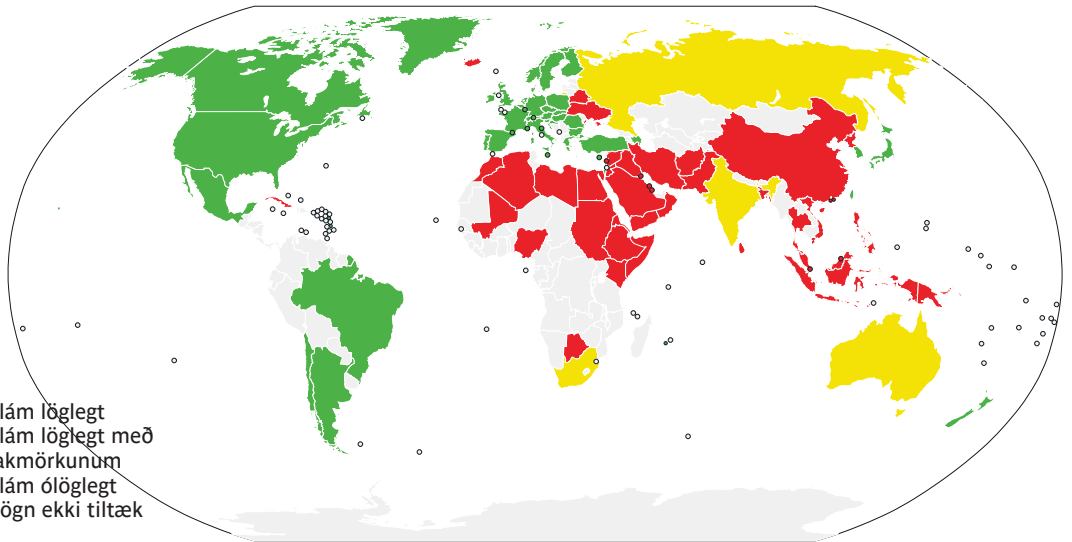 lám löglegt
lám löglegt með
akmörkunum
lám ólöglegt
ögn ekki tiltæk